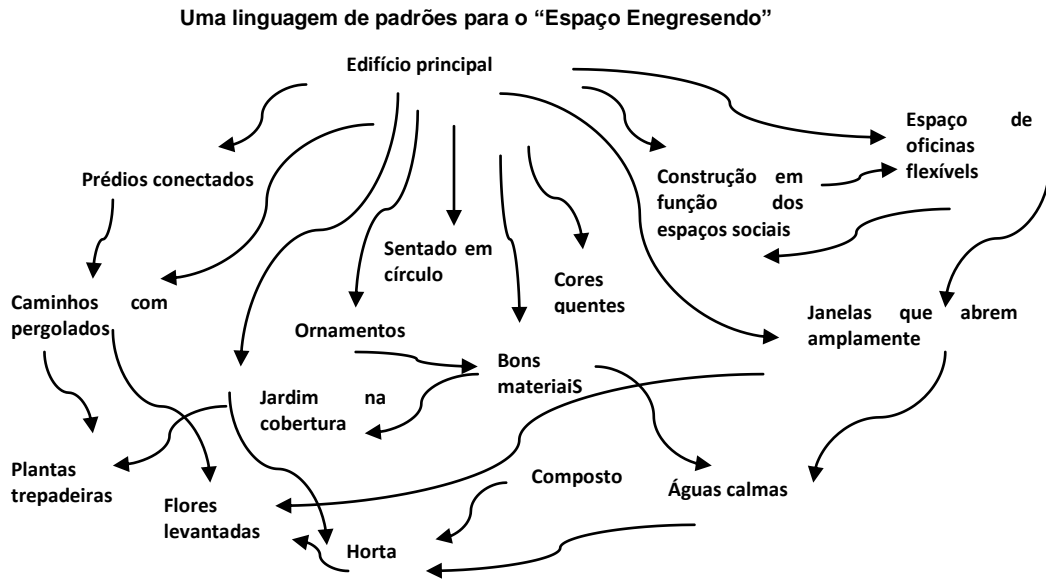 Uma linguagem de padrões para o “Espaço Enegresendo”
Edifício principal
Espaço de
oficinas
flexívels
Prédios conectados
Construção em
função dos
espaços sociais
Sentado em
círculo
Cores
quentes
Caminhos com
pergolados
Ornamentos
Janelas que abrem
amplamente
Bons
materiaiS
Jardim na
cobertura
Plantas
trepadeiras
Composto
Águas calmas
Flores
levantadas
Horta